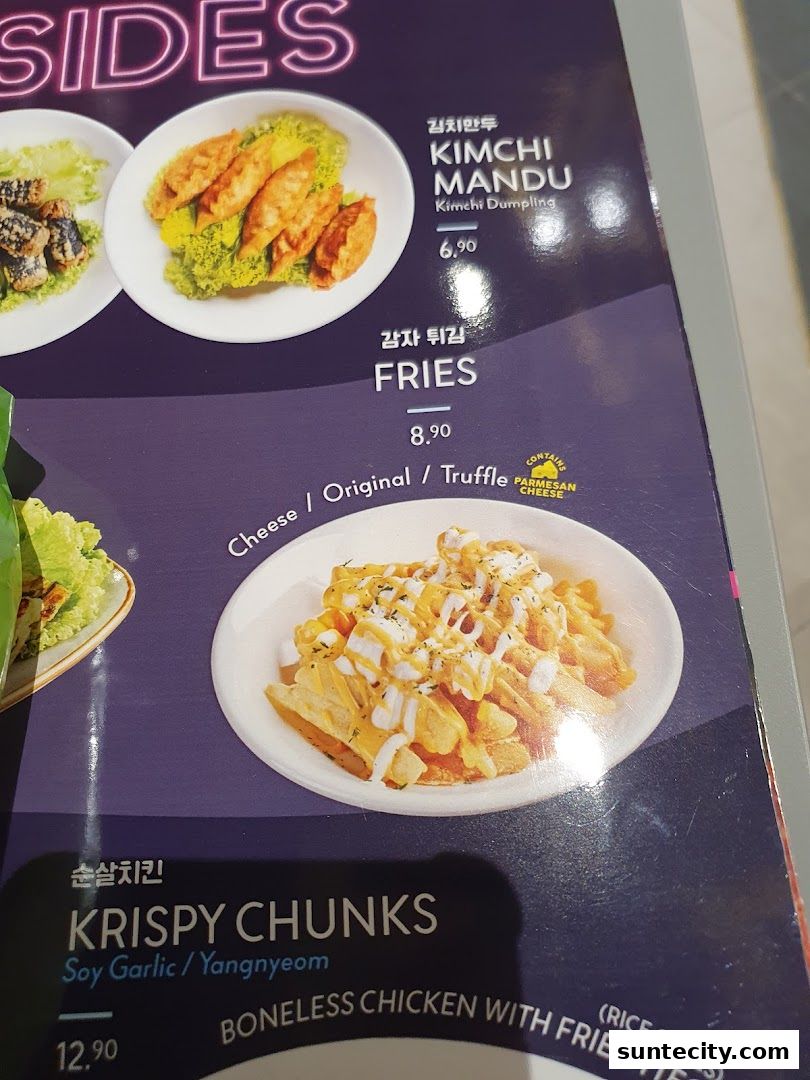 SIDES
김치만두
KIMCHI
MANDU
Kimchi Dumpling
6.90
감자 튀김
FRIES
8.90
Cheese / Original / Truffle
CONTAINS
PARMESAN
CHEESE
순살치킨
KRISPY CHUNKS
Soy Garlic / Yangnyeom
12.90
BONELESS CHICKEN WITH
(RICE
suntecity.com